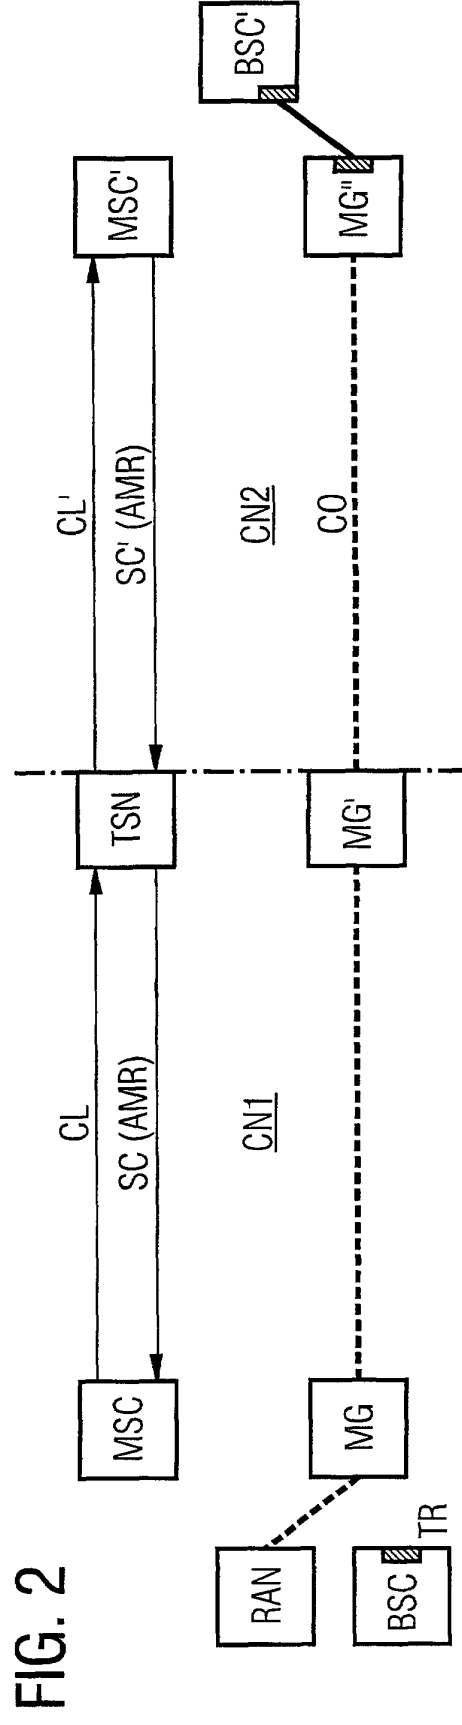 FIG. 2
MSC
CL
SC (AMR)
TSN
CL'
SC' (AMR)
MSC'
CN1
CN2
RAN
MG
MG'
CO
MG"
BSC'
BSC
TR